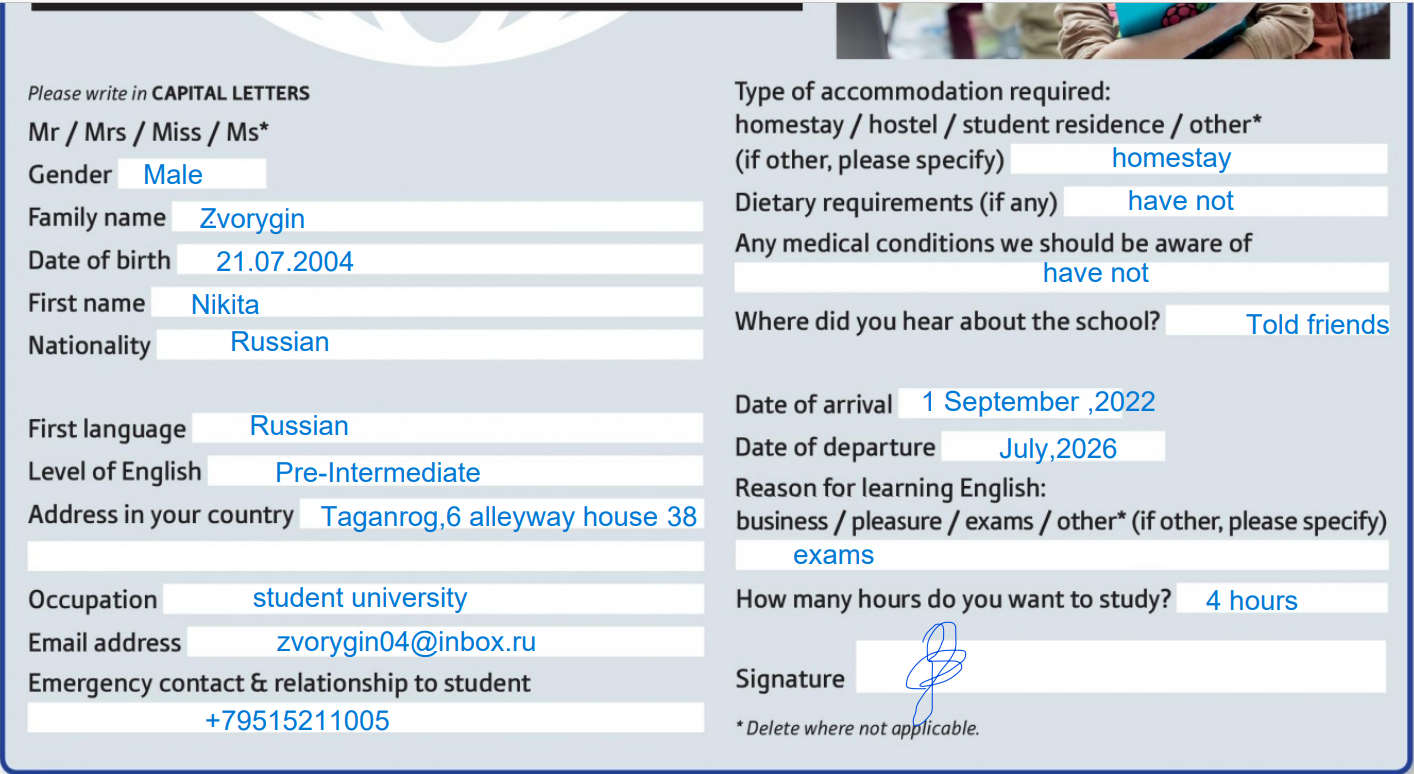 Please write in CAPITAL LETTERS
Mr / Mrs / Miss / Ms*
Gender Male
Family name Zvorygin
Date of birth 21.07.2004
First name Nikita
Nationality Russian
First language Russian
Level of English Pre-Intermediate
Address in your country Taganrog,6 alleyway house 38
Occupation student university
Email address zvorygin04@inbox.ru
Emergency contact & relationship to student
+79515211005
Type of accommodation required:
homestay / hostel / student residence / other*
(if other, please specify) homestay
Dietary requirements (if any) have not
Any medical conditions we should be aware of
have not
Where did you hear about the school? Told friends
Date of arrival 1 September ,2022
Date of departure July,2026
Reason for learning English:
business / pleasure / exams / other* (if other, please specify)
exams
How many hours do you want to study? 4 hours
Signature
* Delete where not applicable.